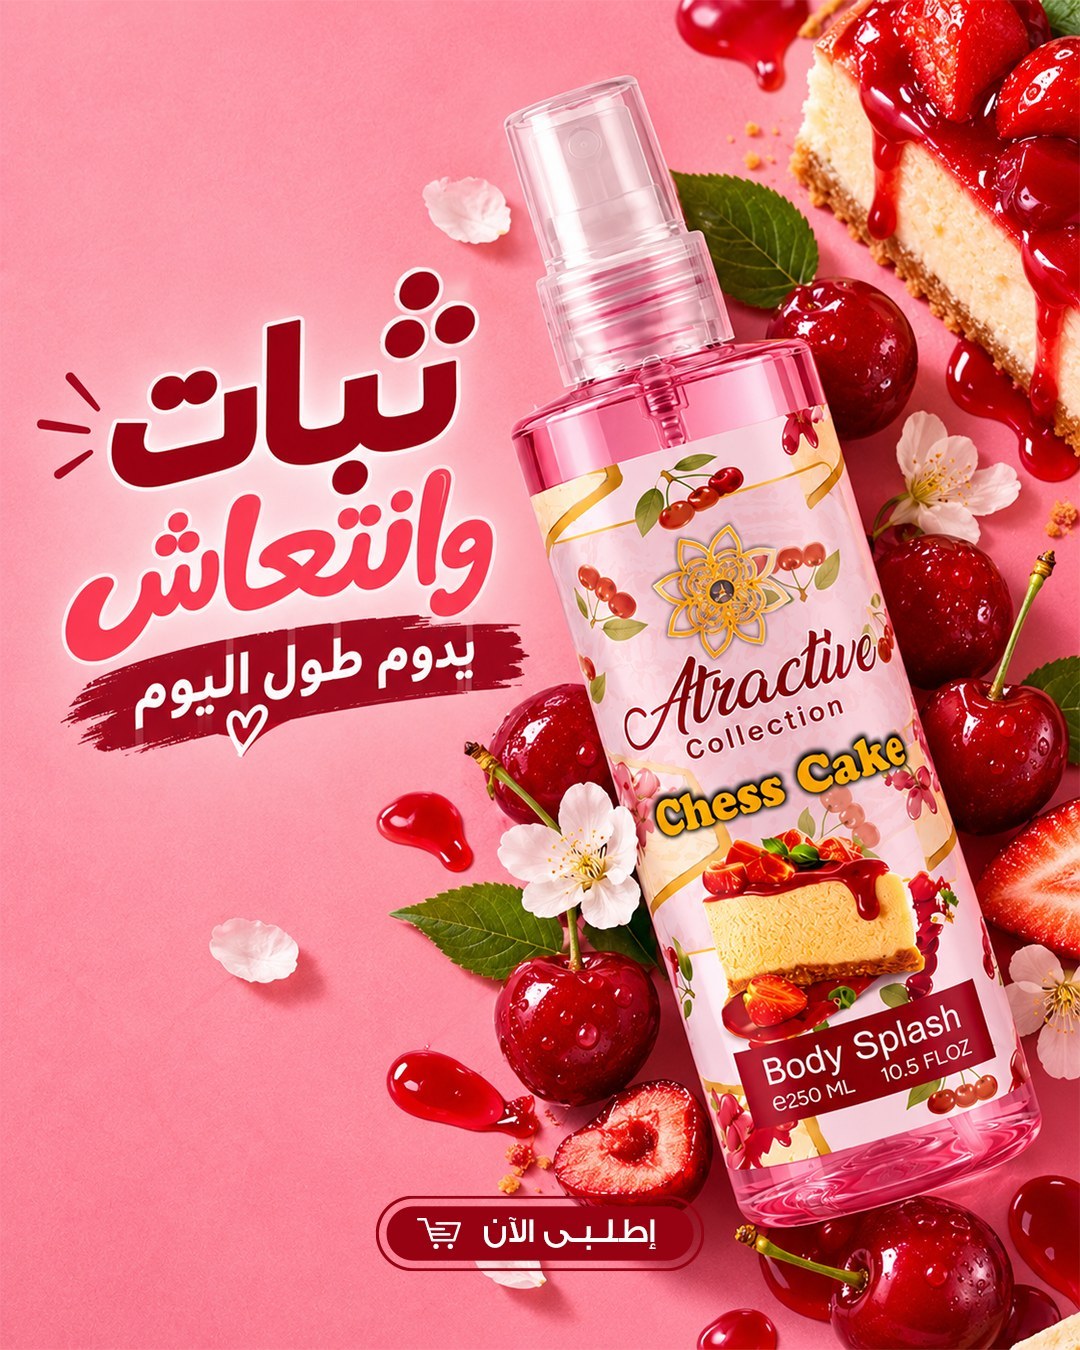 ثبات
وانتعاش
يدوم طول اليوم
Atractive
Collection
Chess Cake
Body Splash
e250 ML 10.5 FLOZ
إطلبى الآن